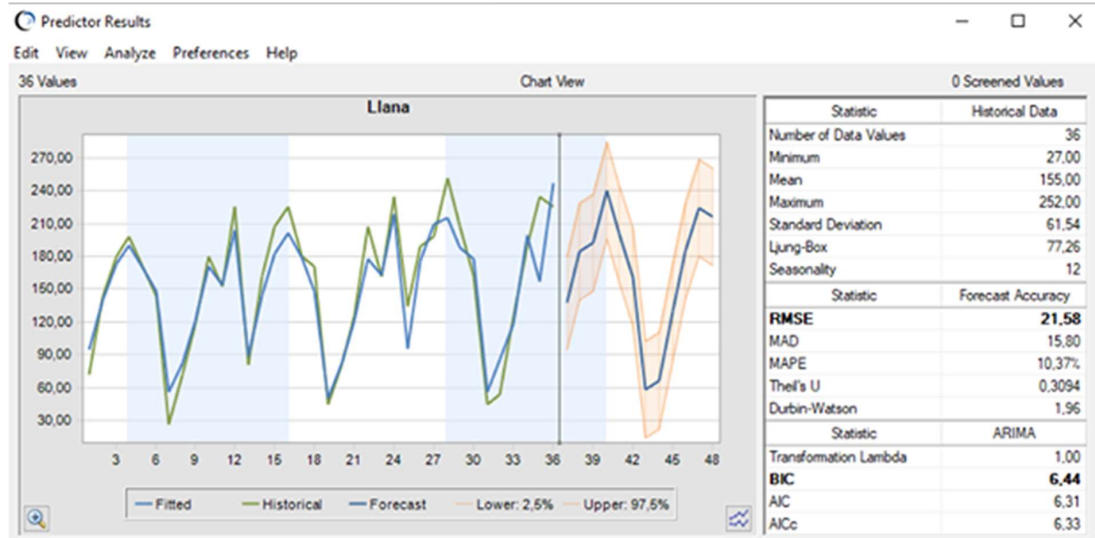 Predictor Results
Edit View Analyze Preferences Help
36 Values Chart View 0 Screened Values
Llana
270,00
240,00
210,00
180,00
150,00
120,00
90,00
60,00
30,00
3 6 9 12 15 18 21 24 27 30 33 36 39 42 45 48
Fitted Historical Forecast Lower: 2,5% Upper: 97,5%
Statistic Historical Data
Number of Data Values 36
Minimum 27,00
Mean 155,00
Maximum 252,00
Standard Deviation 61,54
Ljung-Box 77,26
Seasonality 12
Statistic Forecast Accuracy
RMSE 21,58
MAD 15,80
MAPE 10,37%
Theil's U 0,3094
Durbin-Watson 1,96
Statistic ARIMA
Transformation Lambda 1,00
BIC 6,44
AIC 6,31
AICc 6,33